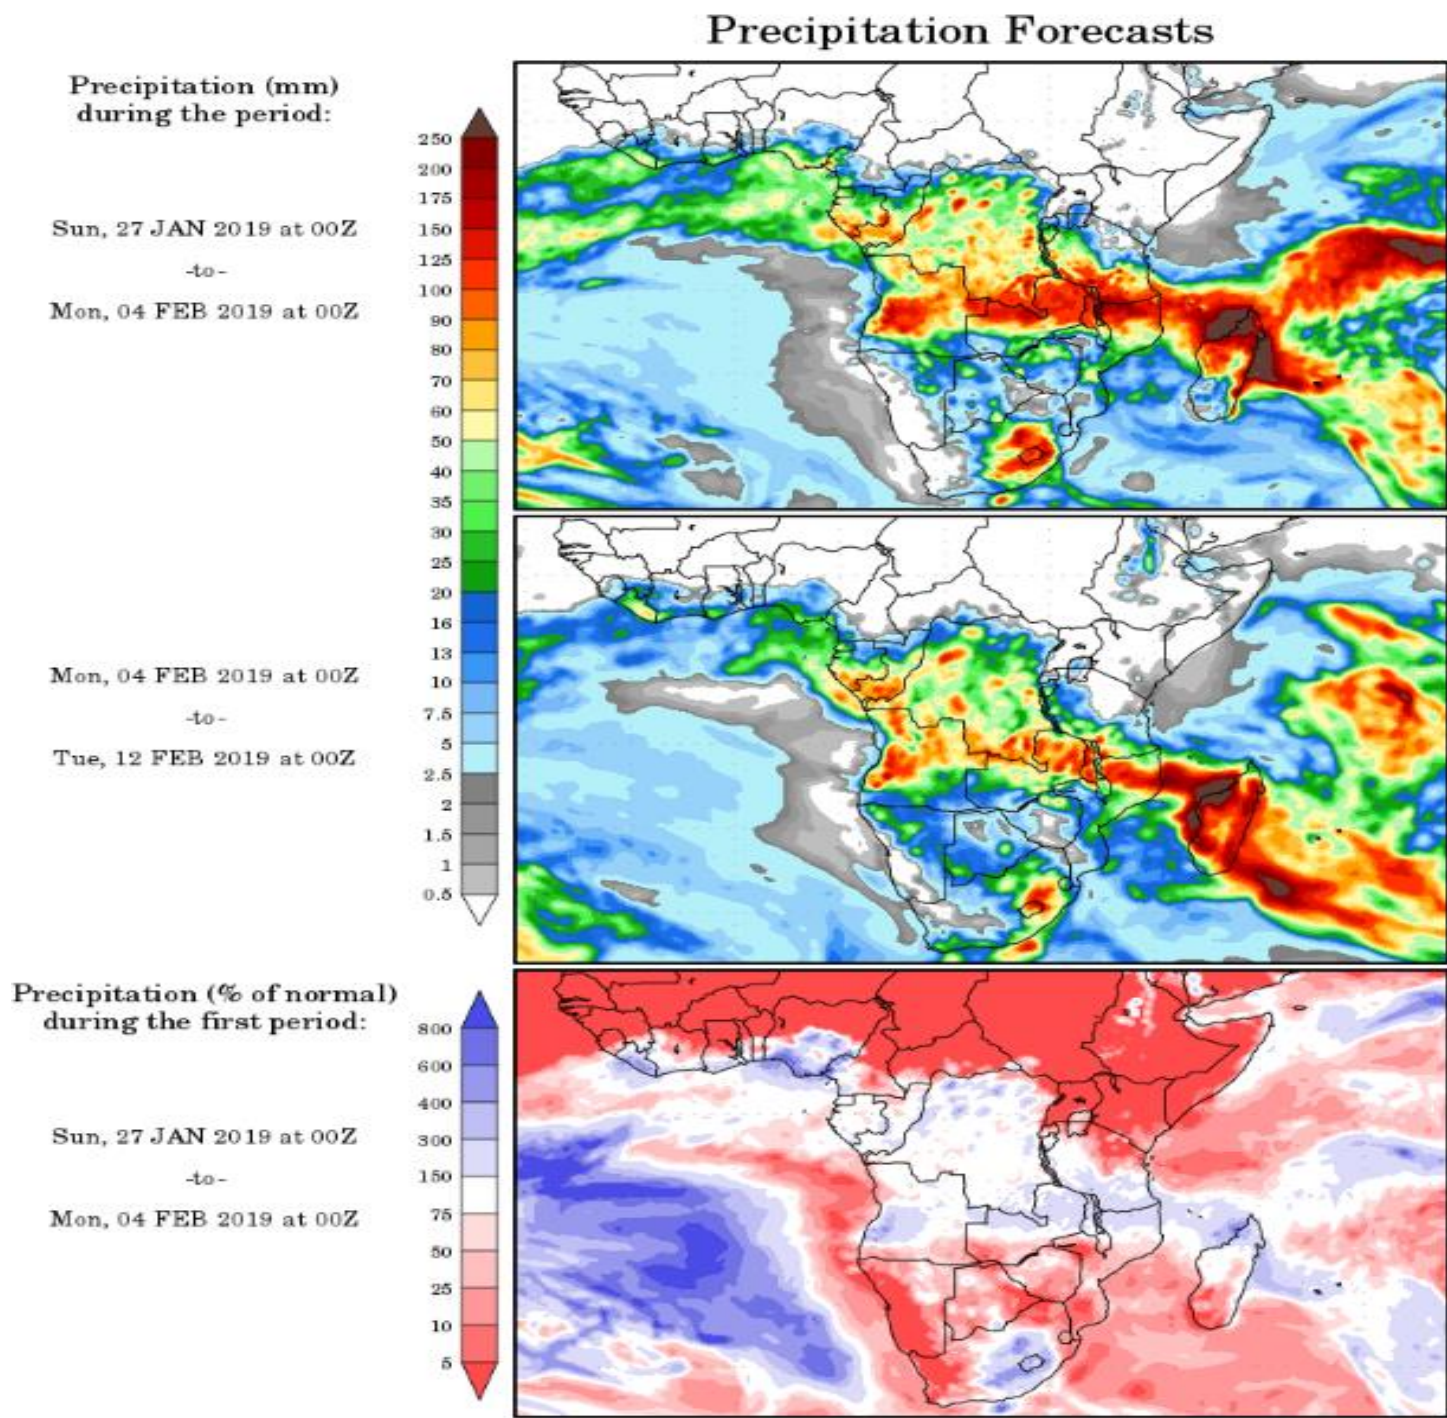 Precipitation Forecasts
Precipitation (mm)
during the period:
Sun, 27 JAN 2019 at 00Z
-to-
Mon, 04 FEB 2019 at 00Z
250
200
175
150
125
100
90
80
70
60
50
40
35
30
25
20
16
13
10
7.5
5
2.5
2
1.5
1
0.5
Mon, 04 FEB 2019 at 00Z
-to-
Tue, 12 FEB 2019 at 00Z
Precipitation (% of normal)
during the first period:
Sun, 27 JAN 2019 at 00Z
-to-
Mon, 04 FEB 2019 at 00Z
800
600
400
300
150
75
50
25
10
5